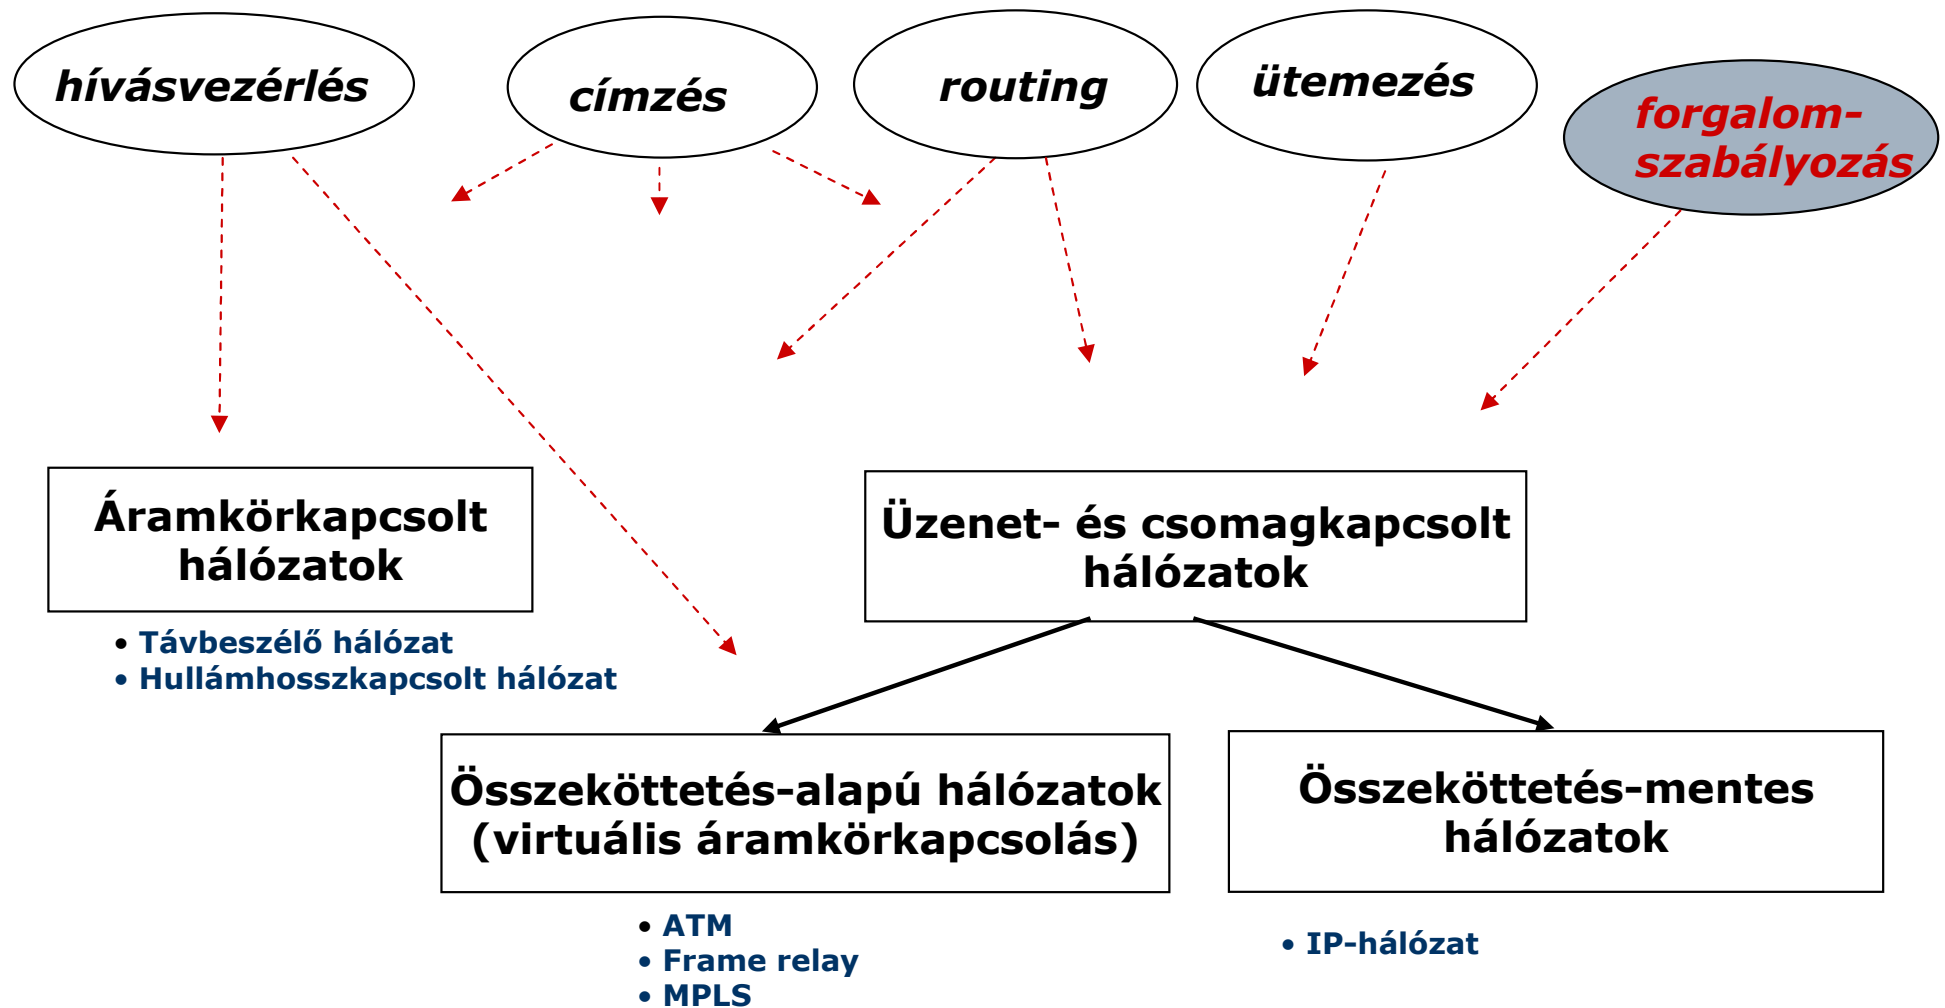 hívásvezérlés
címzés
routing
ütemezés
forgalom-
szabályozás
Áramkörkapcsolt
hálózatok
• Távbeszélő hálózat
• Hullámhosszkapcsolt hálózat
Üzenet- és csomagkapcsolt
hálózatok
Összeköttetés-alapú hálózatok
(virtuális áramkörkapcsolás)
• ATM
• Frame relay
• MPLS
Összeköttetés-mentes
hálózatok
• IP-hálózat